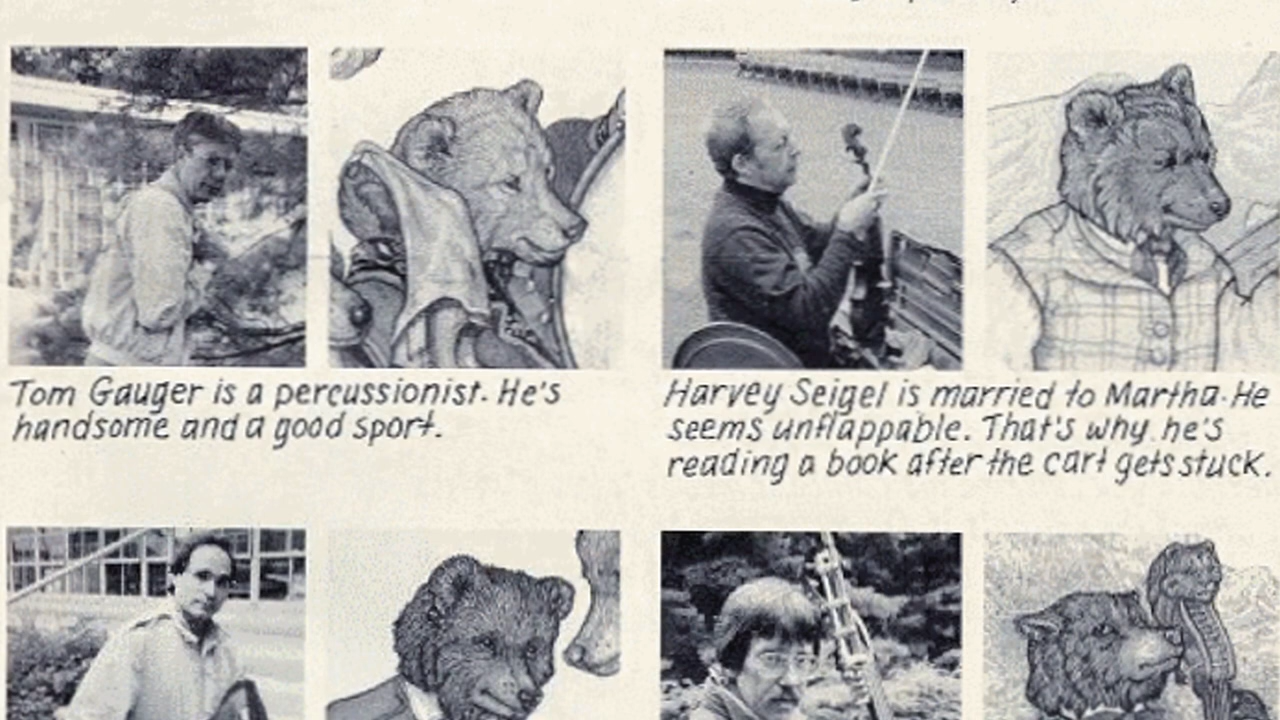 Tom Gauger is a percussionist. He's
handsome and a good sport.
Harvey Seigel is married to Martha. He
seems unflappable. That's why he's
reading a book after the cart gets stuck.